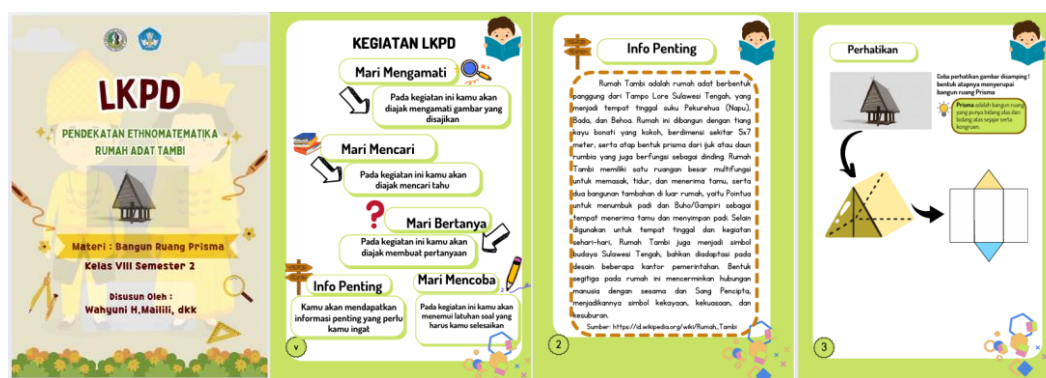 LKPD
PENDEKATAN ETHNOMATEMATIKA
RUMAH ADAT TAMBI
Materi : Bangun Ruang Prisma
Kelas VIII Semester 2
Disusun Oleh :
Wahyuni H,Mailili, dkk
KEGIATAN LKPD
Mari Mengamati
Pada kegiatan ini kamu akan
diajak mengamati gambar yang
disajikan
Mari Mencari
Pada kegiatan ini kamu akan
diajak mencari tahu
Mari Bertanya
Pada kegiatan ini kamu akan
diajak membuat pertanyaan
Info Penting
Kamu akan mendapatkan
informasi penting yang perlu
kamu ingat
Mari Mencoba
Pada kegiatan ini kamu akan
menemui latuhan soal yang
harus kamu selesaikan
v
Info Penting
Rumah Tambi adalah rumah adat berbentuk
panggung dari Tampo Lore Sulawesi Tengah, yang
menjadi tempat tinggal suku Pekurehua (Napu),
Bada, dan Behoa. Rumah ini dibangun dengan tiang
kayu bonati yang kokoh, berdimensi sekitar 5x7
meter, serta atap bentuk prisma dari ijuk atau daun
rumbia yang juga berfungsi sebagai dinding. Rumah
Tambi memiliki satu ruangan besar multifungsi
untuk memasak, tidur, dan menerima tamu, serta
dua bangunan tambahan di luar rumah, yaitu Pointua
untuk menumbuk padi dan Buho/Gampiri sebagai
tempat menerima tamu dan menyimpan padi. Selain
digunakan untuk tempat tinggal dan kegiatan
sehari-hari, Rumah Tambi juga menjadi simbol
budaya Sulawesi Tengah, bahkan diadaptasi pada
desain beberapa kantor pemerintahan. Bentuk
segitiga pada rumah ini mencerminkan hubungan
manusia dengan sesama dan Sang Pencipta,
menjadikannya simbol kekayaan, kekuasaan, dan
kesuburan.
Sumber: https://id.wikipedia.org/wiki/Rumah_Tambi
2
Perhatikan
Coba perhatikan gambar disamping !
bentuk atapnya menyerupai
bangun ruang Prisma
Prisma adalah bangun ruang
yang punya bidang alas dan
bidang atas sejajar serta
kongruen.
3